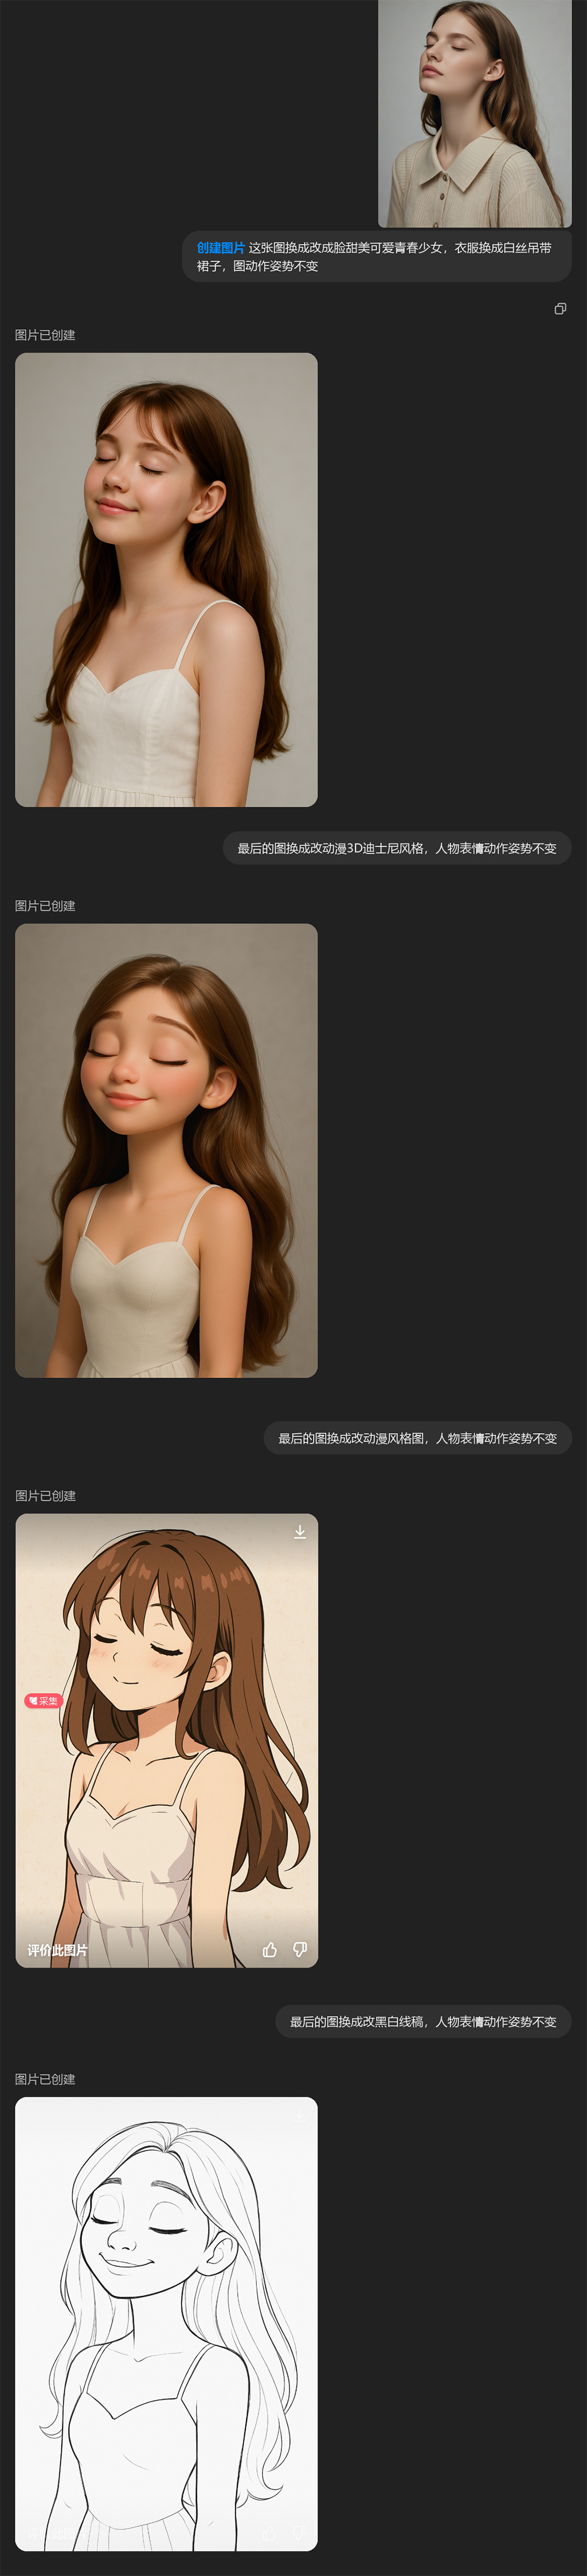 创建图片 这张图换成改成脸甜美可爱青春少女，衣服换成白丝吊带
裙子，图动作姿势不变
图片已创建
最后的图换成改动漫3D迪士尼风格，人物表情动作姿势不变
图片已创建
最后的图换成改动漫风格图，人物表情动作姿势不变
图片已创建
采集
评价此图片
最后的图换成改黑白线稿，人物表情动作姿势不变
图片已创建